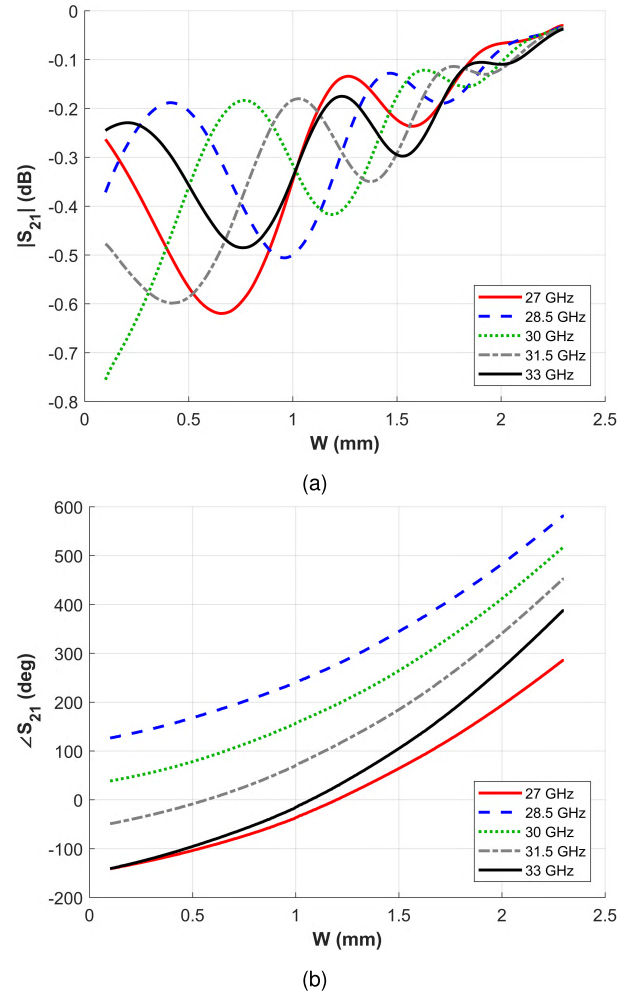 0
-0.1
-0.2
-0.3
-0.4
-0.5
-0.6
-0.7
-0.8
|S21| (dB)
27 GHz
28.5 GHz
30 GHz
31.5 GHz
33 GHz
0 0.5 1 1.5 2 2.5
W (mm)
(a)
600
500
400
300
200
100
0
-100
-200
∠S21 (deg)
27 GHz
28.5 GHz
30 GHz
31.5 GHz
33 GHz
0 0.5 1 1.5 2 2.5
W (mm)
(b)